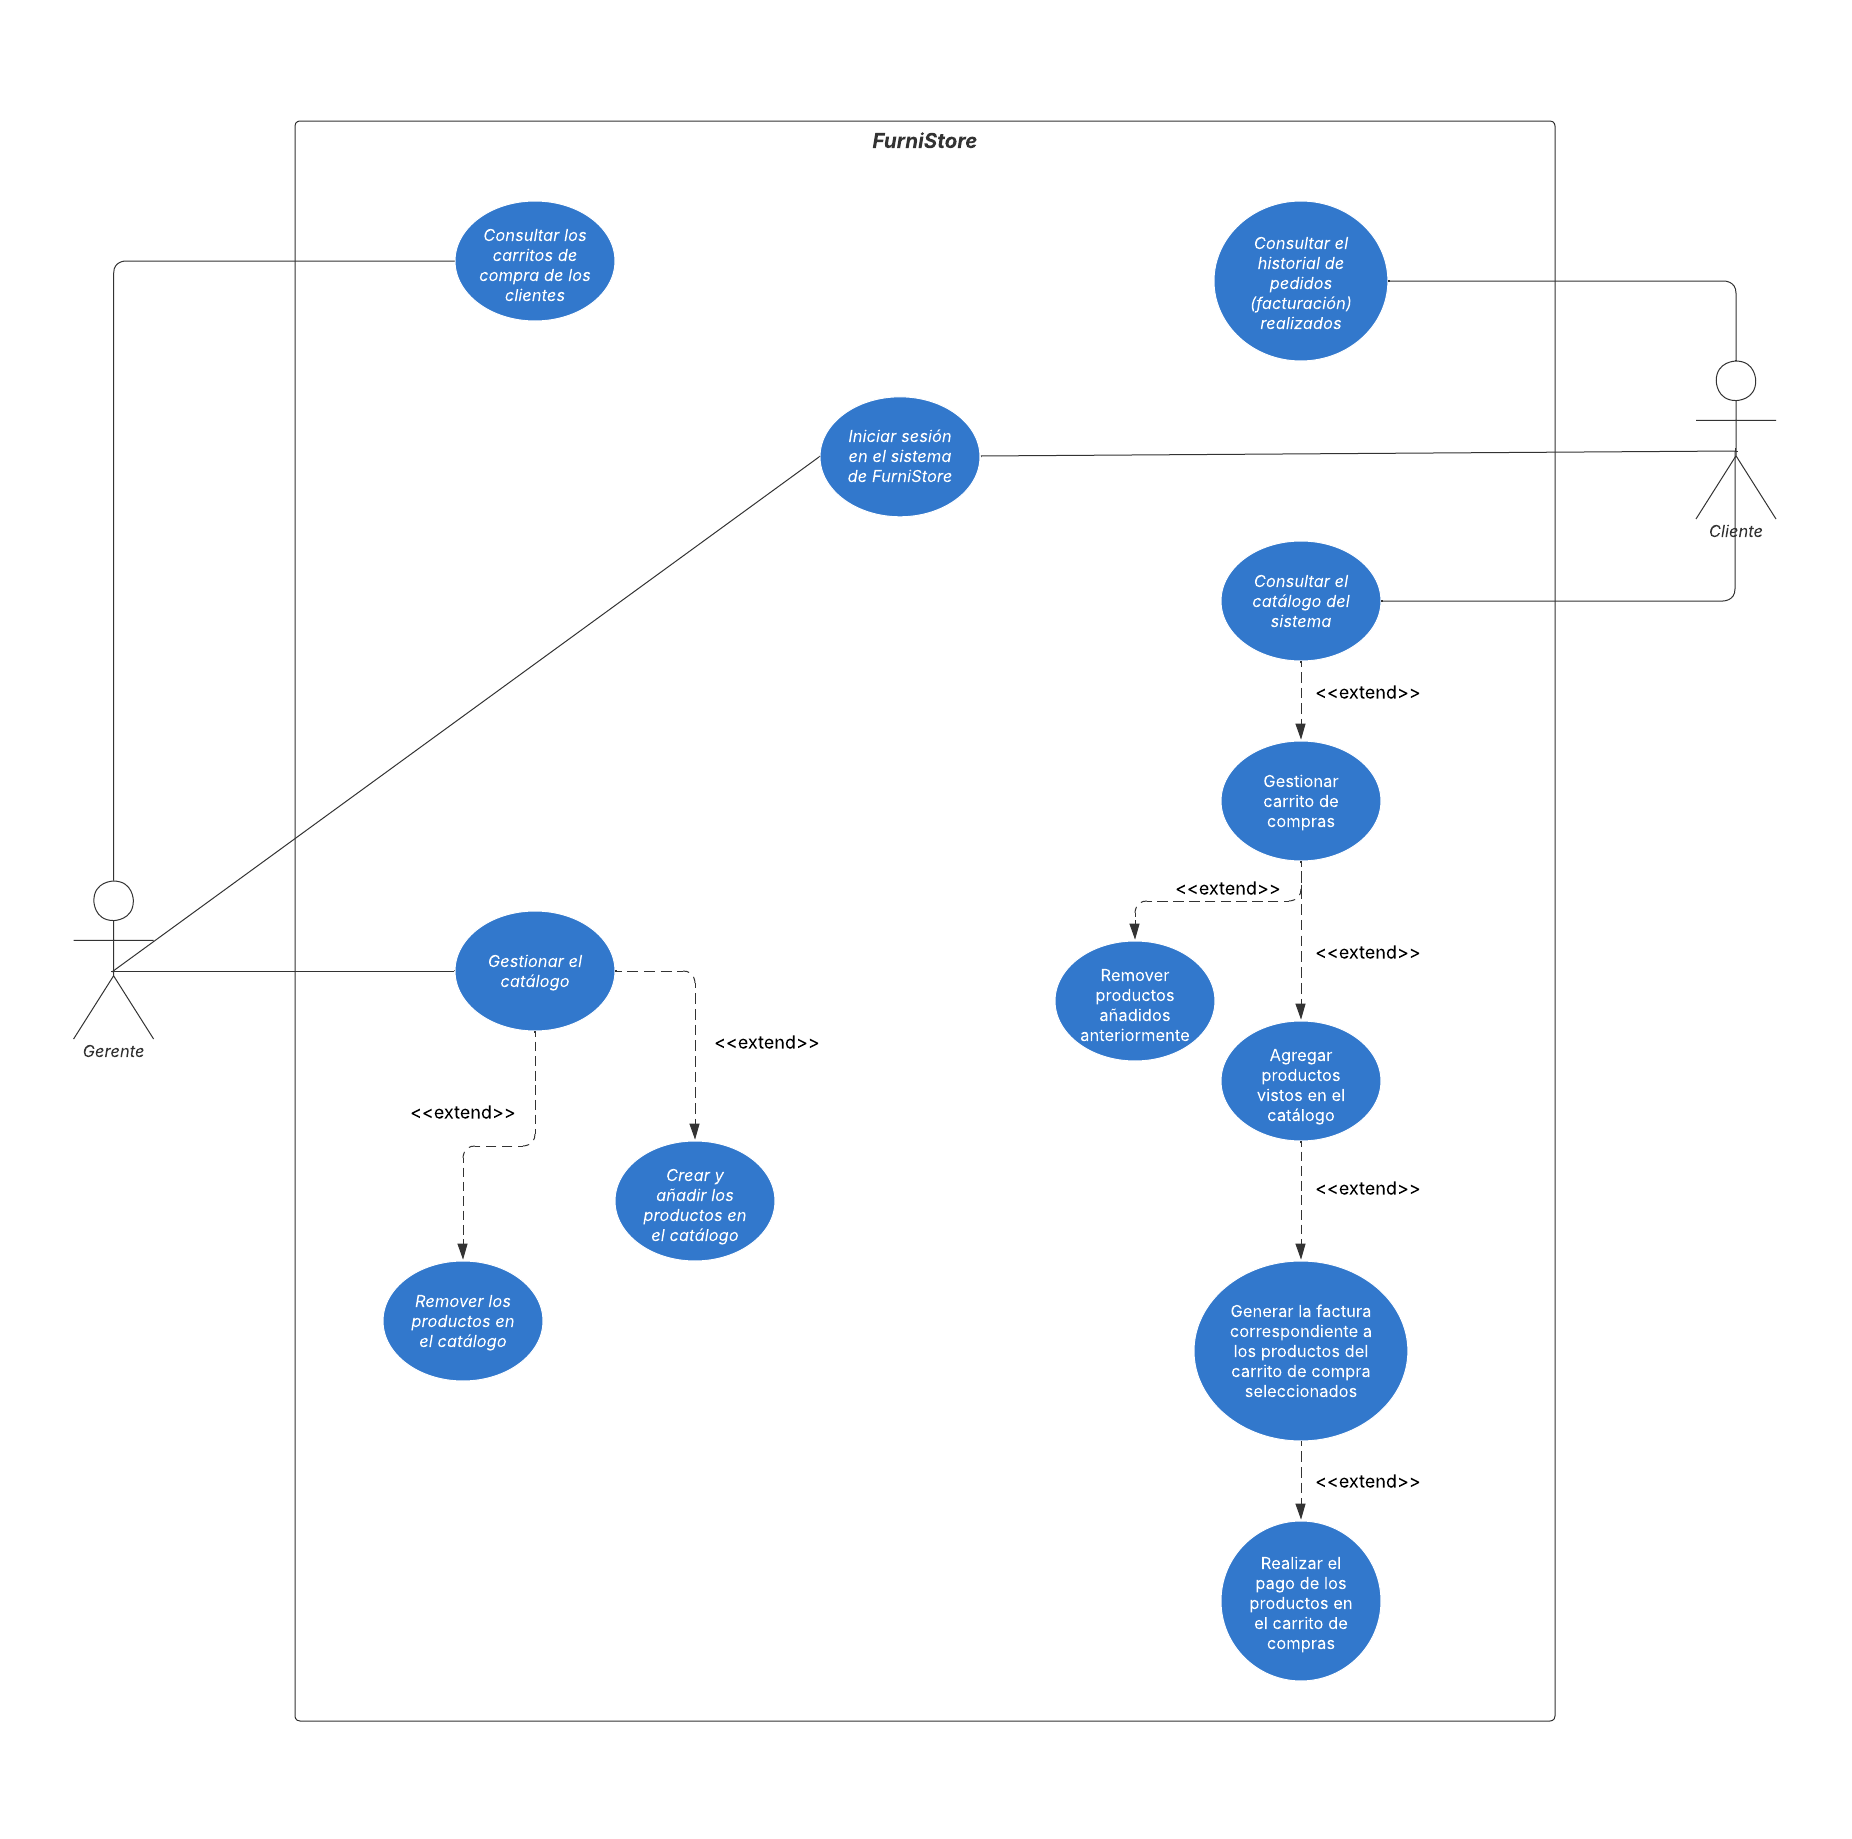 FurniStore
Consultar los
carritos de
compra de los
clientes
Consultar el
historial de
pedidos
(facturación)
realizados
Iniciar sesión
en el sistema
de FurniStore
Cliente
Consultar el
catálogo del
sistema
<<extend>>
Gestionar
carrito de
compras
<<extend>>
<<extend>>
Remover
productos
añadidos
anteriormente
Agregar
productos
vistos en el
catálogo
Gestionar el
catálogo
Gerente
<<extend>>
<<extend>>
Crear y
añadir los
productos en
el catálogo
Remover los
productos en
el catálogo
<<extend>>
Generar la factura
correspondiente a
los productos del
carrito de compra
seleccionados
<<extend>>
Realizar el
pago de los
productos en
el carrito de
compras